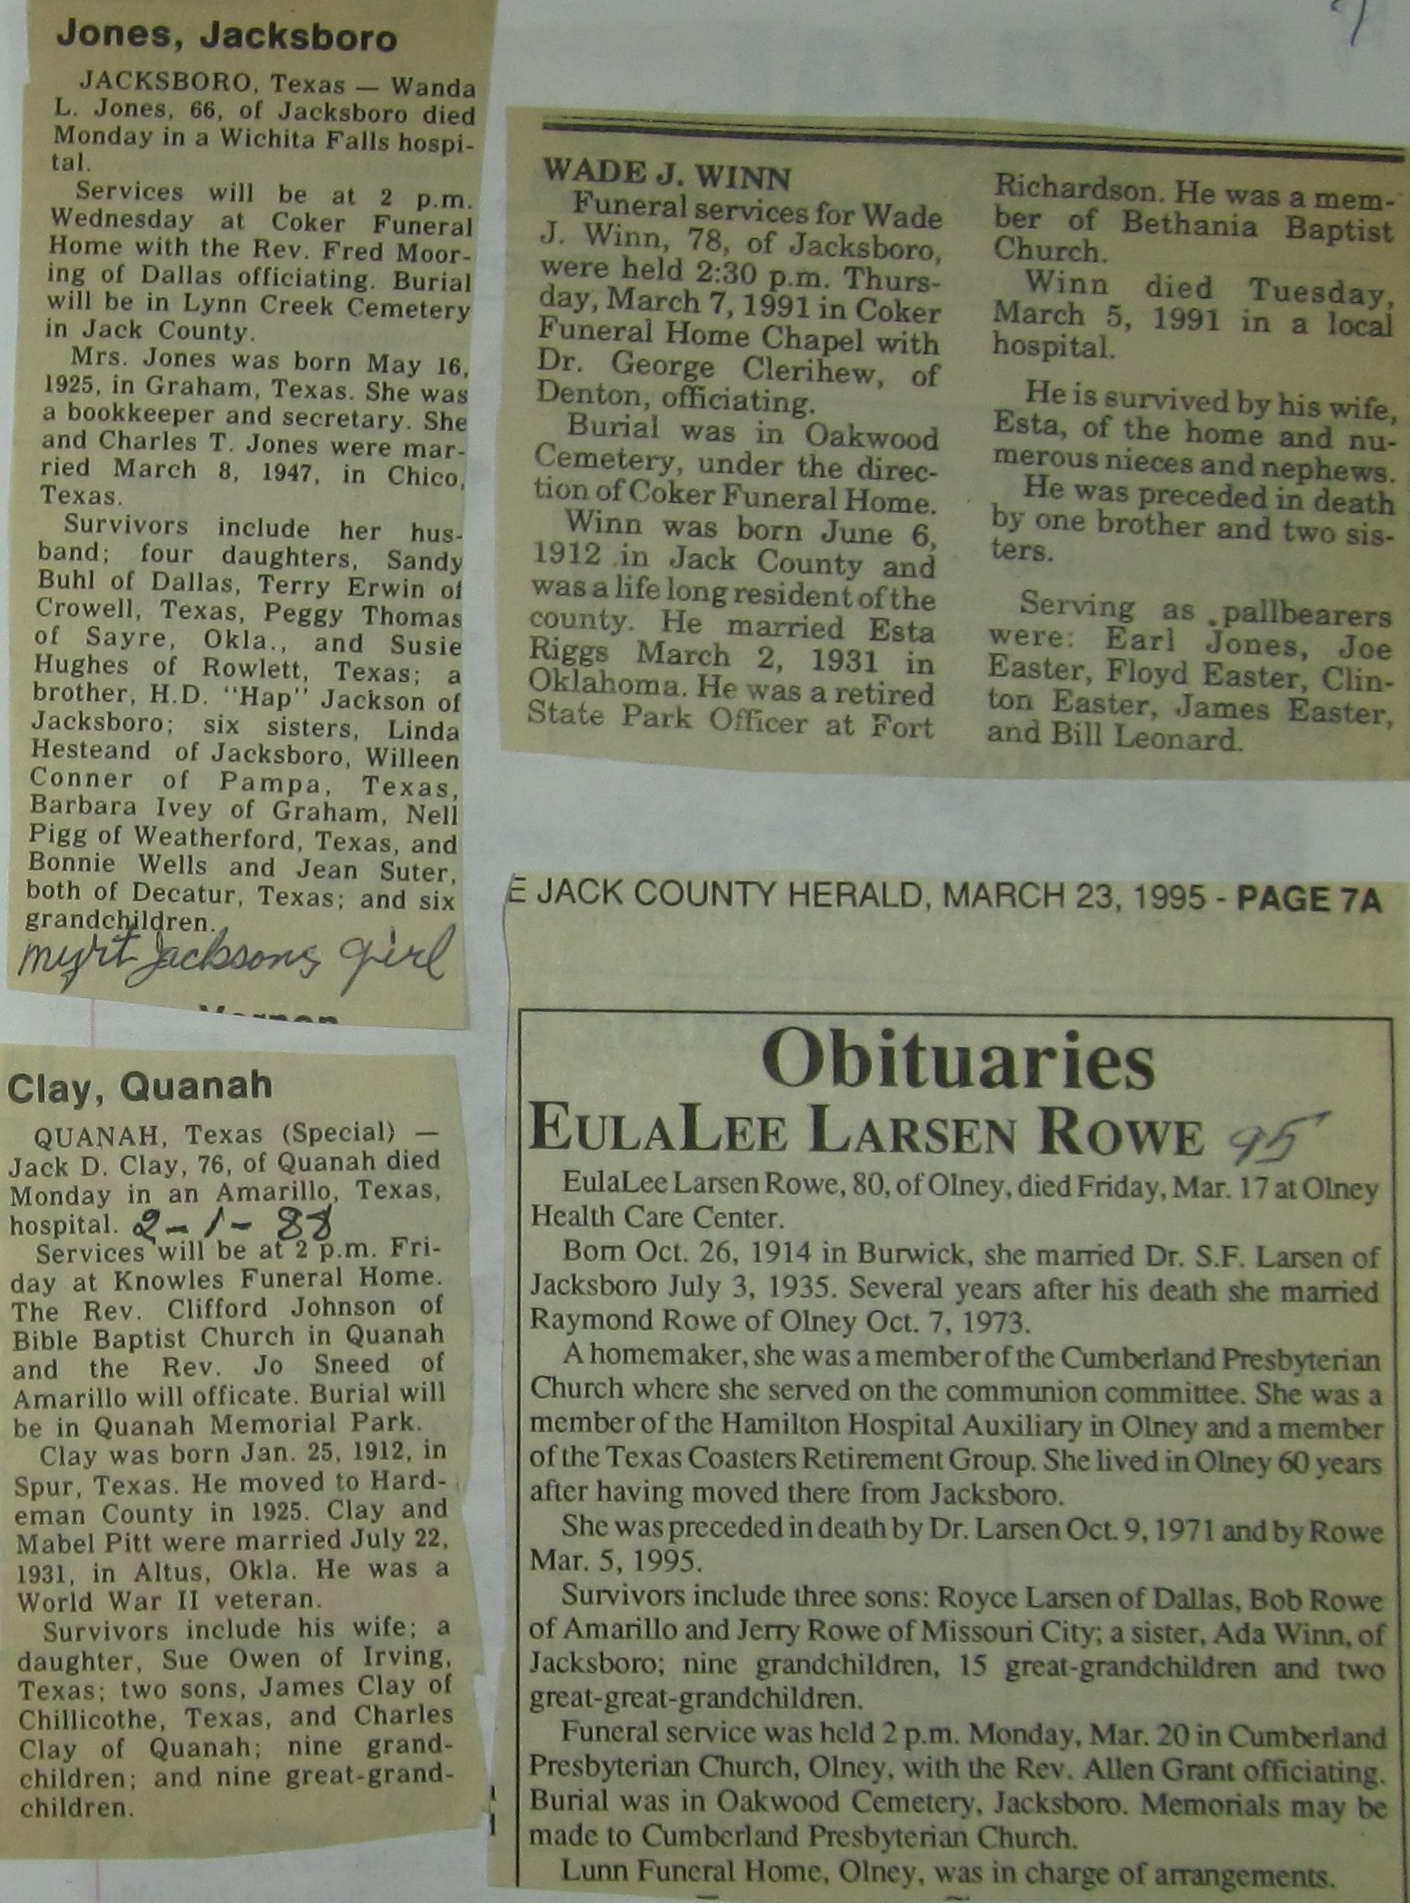 Jones, Jacksboro
JACKSBORO, Texas — Wanda
L. Jones, 66, of Jacksboro died
Monday in a Wichita Falls hospi-
tal.
Services will be at 2 p.m.
Wednesday at Coker Funeral
Home with the Rev. Fred Moor-
ing of Dallas officiating. Burial
will be in Lynn Creek Cemetery
in Jack County.
Mrs. Jones was born May 16,
1925, in Graham, Texas. She was
a bookkeeper and secretary. She
and Charles T. Jones were mar-
ried March 8, 1947, in Chico,
Texas.
Survivors include her hus-
band; four daughters, Sandy
Buhl of Dallas, Terry Erwin of
Crowell, Texas, Peggy Thomas
of Sayre, Okla., and Susie
Hughes of Rowlett, Texas; a
brother, H.D. "Hap" Jackson of
Jacksboro; six sisters, Linda
Hesteand of Jacksboro, Willeen
Conner of Pampa, Texas,
Barbara Ivey of Graham, Nell
Pigg of Weatherford, Texas, and
Bonnie Wells and Jean Suter,
both of Decatur, Texas; and six
grandchildren.
myrt Jacksons girl
Vernon
Clay, Quanah
QUANAH, Texas (Special) —
Jack D. Clay, 76, of Quanah died
Monday in an Amarillo, Texas,
hospital. 2-1-88
Services will be at 2 p.m. Fri-
day at Knowles Funeral Home.
The Rev. Clifford Johnson of
Bible Baptist Church in Quanah
and the Rev. Jo Sneed of
Amarillo will officate. Burial will
be in Quanah Memorial Park.
Clay was born Jan. 25, 1912, in
Spur, Texas. He moved to Hard-
eman County in 1925. Clay and
Mabel Pitt were married July 22,
1931, in Altus, Okla. He was a
World War II veteran.
Survivors include his wife; a
daughter, Sue Owen of Irving,
Texas; two sons, James Clay of
Chillicothe, Texas, and Charles
Clay of Quanah; nine grand-
children; and nine great-grand-
children.
WADE J. WINN
Funeral services for Wade
J. Winn, 78, of Jacksboro,
were held 2:30 p.m. Thurs-
day, March 7, 1991 in Coker
Funeral Home Chapel with
Dr. George Clerihew, of
Denton, officiating.
Burial was in Oakwood
Cemetery, under the direc-
tion of Coker Funeral Home.
Winn was born June 6,
1912 in Jack County and
was a life long resident of the
county. He married Esta
Riggs March 2, 1931 in
Oklahoma. He was a retired
State Park Officer at Fort
Richardson. He was a mem-
ber of Bethania Baptist
Church.
Winn died Tuesday,
March 5, 1991 in a local
hospital.
He is survived by his wife,
Esta, of the home and nu-
merous nieces and nephews.
He was preceded in death
by one brother and two sis-
ters.
Serving as pallbearers
were: Earl Jones, Joe
Easter, Floyd Easter, Clin-
ton Easter, James Easter,
and Bill Leonard.
E JACK COUNTY HERALD, MARCH 23, 1995 - PAGE 7A
Obituaries
EULALEE LARSEN ROWE 95
EulaLee Larsen Rowe, 80, of Olney, died Friday, Mar. 17 at Olney
Health Care Center.
Born Oct. 26, 1914 in Burwick, she married Dr. S.F. Larsen of
Jacksboro July 3, 1935. Several years after his death she married
Raymond Rowe of Olney Oct. 7, 1973.
A homemaker, she was a member of the Cumberland Presbyterian
Church where she served on the communion committee. She was a
member of the Hamilton Hospital Auxiliary in Olney and a member
of the Texas Coasters Retirement Group. She lived in Olney 60 years
after having moved there from Jacksboro.
She was preceded in death by Dr. Larsen Oct. 9, 1971 and by Rowe
Mar. 5, 1995.
Survivors include three sons: Royce Larsen of Dallas, Bob Rowe
of Amarillo and Jerry Rowe of Missouri City; a sister, Ada Winn, of
Jacksboro; nine grandchildren, 15 great-grandchildren and two
great-great-grandchildren.
Funeral service was held 2 p.m. Monday, Mar. 20 in Cumberland
Presbyterian Church, Olney, with the Rev. Allen Grant officiating.
Burial was in Oakwood Cemetery, Jacksboro. Memorials may be
made to Cumberland Presbyterian Church.
Lunn Funeral Home, Olney, was in charge of arrangements.